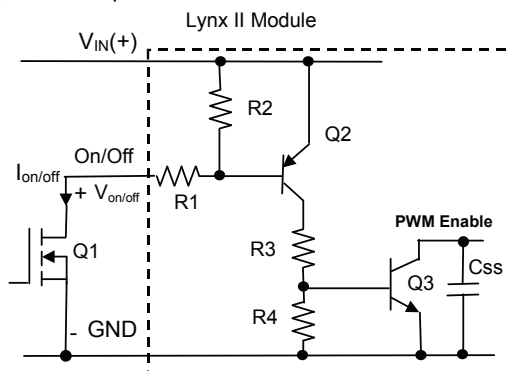 Lynx II Module
VIN(+)
R2
Q2
On/Off
Ion/off
+ Von/off
R1
PWM Enable
Q1
R3
Css
Q3
R4
- GND